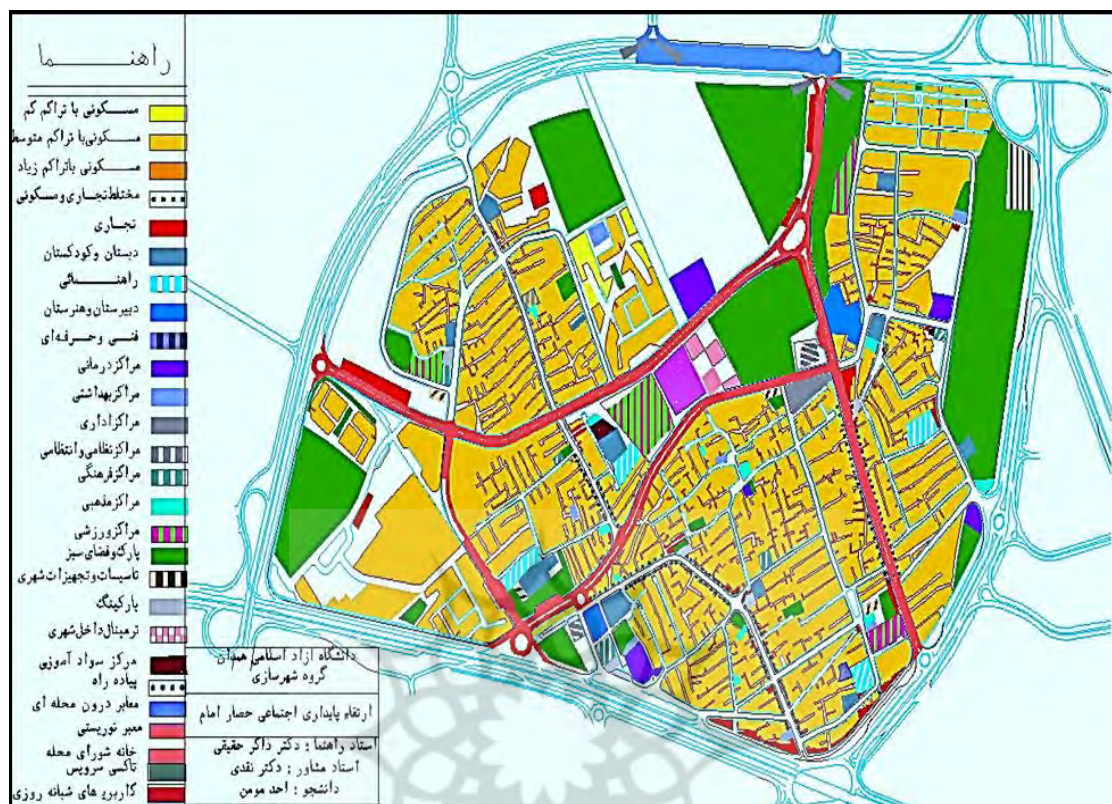 راهنما
مسکونی با تراکم کم
مسکونی با تراکم متوسط
مسکونی باتراکم زیاد
مختلط تجاری و مسکونی
تجاری
دبستان وکودکستان
راهنمائی
دبیرستان وهنرستان
فنی وحرفه ای
مراکز درمانی
مراکز بهداشتی
مراکز اداری
مراکز نظامی و انتظامی
مراکز فرهنگی
مراکز مذهبی
مراکز ورزشی
پارک وفضای سبز
تاسیسات و تجهیزات شهری
پارکینگ
ترمینال داخل شهری
مرکز سواد آموزی
پیاده راه
معابر درون محله ای
معبر توریستی
خانه شورای محله
تاکسی سرویس
کاربری های شبانه روزی
دانشگاه آزاد اسلامی همدان
گروه شهرسازی
ارتقاء پایداری اجتماعی حصار امام
استاد راهنما : دکتر ذاکر حقیقی
استاد مشاور : دکتر نقدی
دانشجو : احد مومن